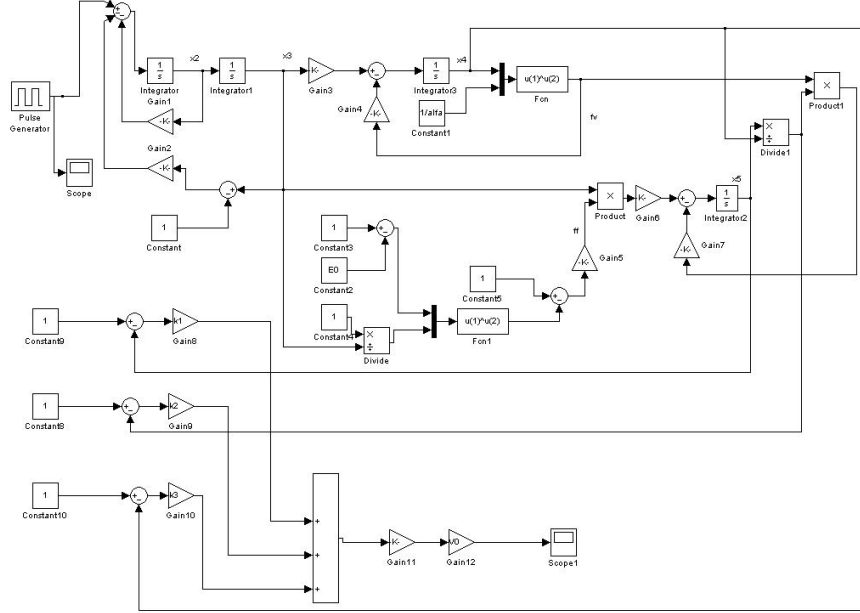 x2
x3
x4
1
s
Integrator
1
s
Integrator1
K-
Gain3
1
s
Integrator3
u(1)^u(2)
Fcn
×
Product1
Pulse
Generator
Gain1
-K-
Gain4
-K-
1/alfa
Constant1
fv
×
÷
Divide1
Gain2
-K-
Scope
x5
1
s
Integrator2
×
Product
K-
Gain6
1
Constant
1
Constant3
ff
-K-
Gain5
-K-
Gain7
E0
Constant2
1
Constant5
1
Constant4
×
÷
Divide
u(1)^u(2)
Fcn1
1
Constant9
k1
Gain8
1
Constant8
k2
Gain9
1
Constant10
k3
Gain10
+
+
+
K-
Gain11
V0
Gain12
Scope1